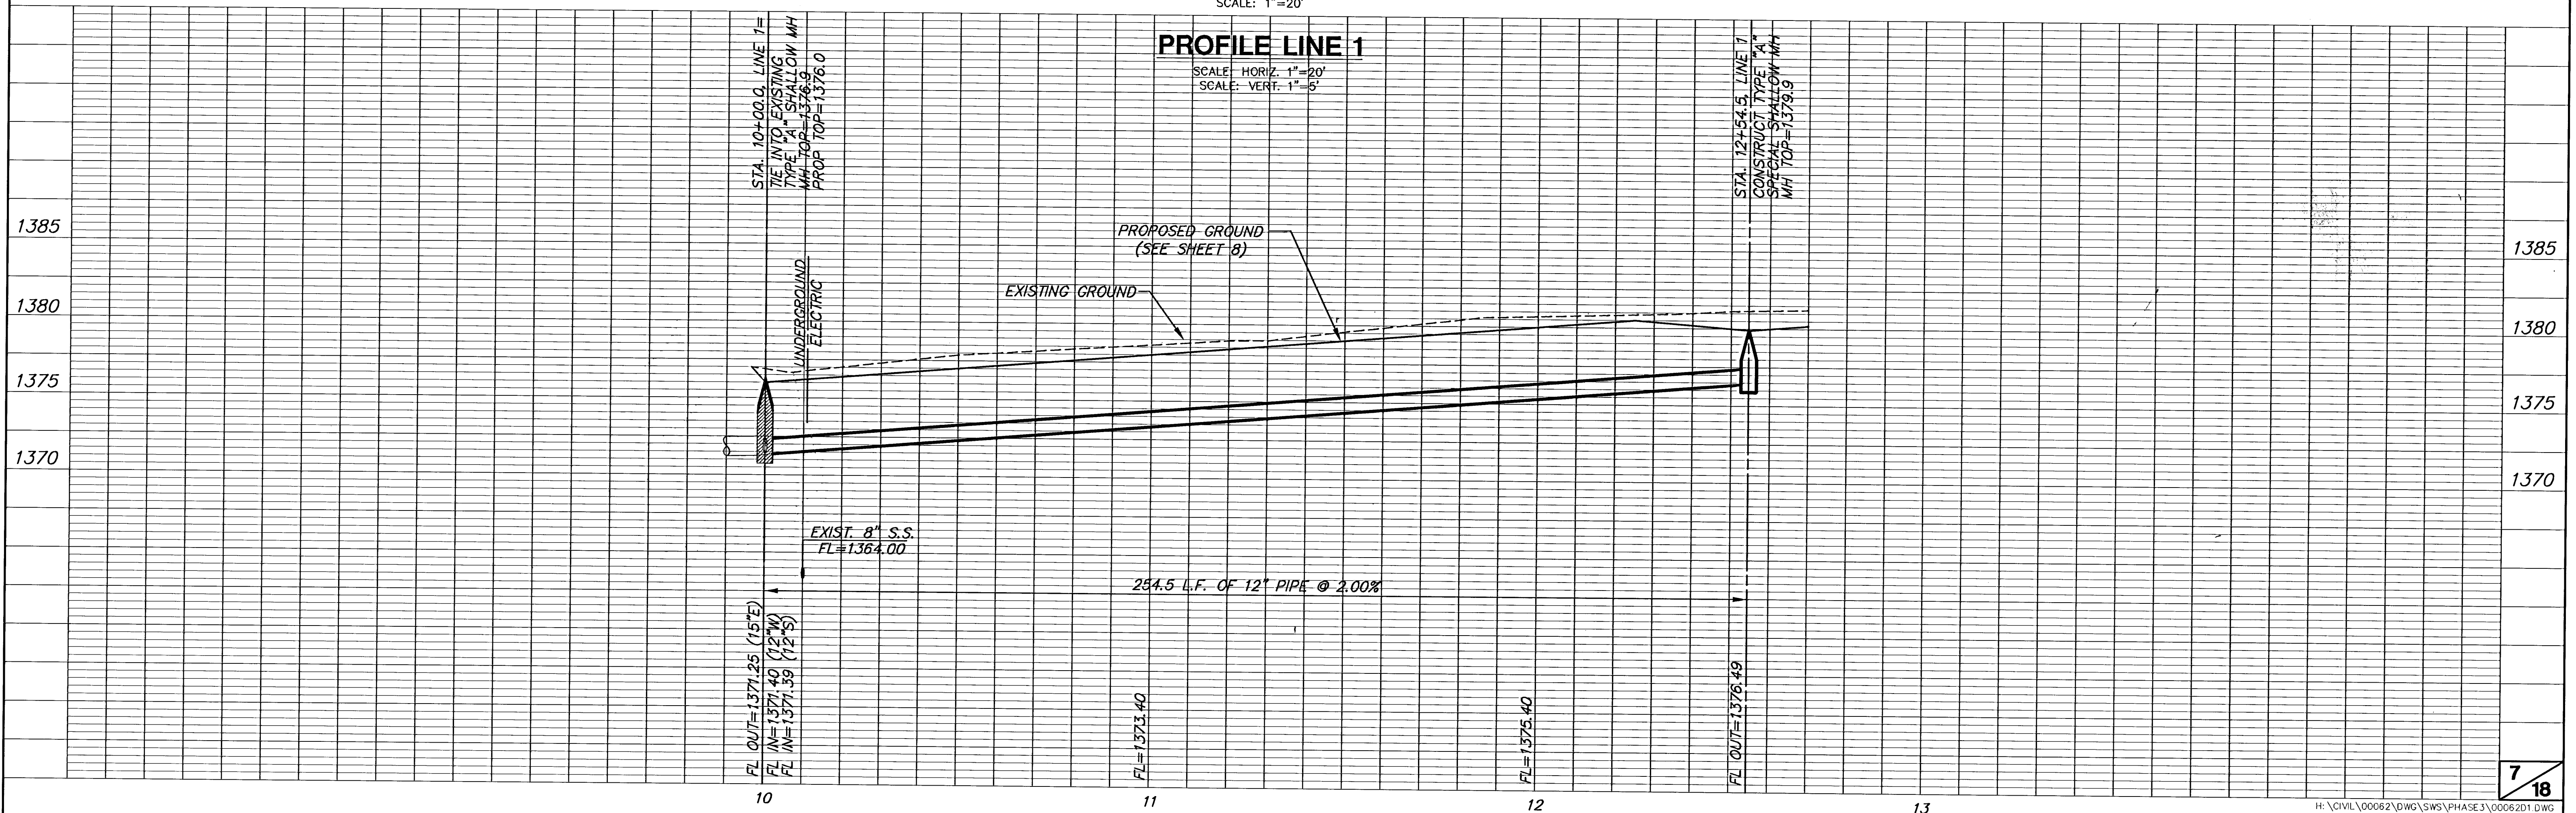 SCALE: 1"=20'
PROFILE LINE 1
SCALE: HORIZ. 1"=20'
SCALE: VERT. 1"=5'
STA. 10+00.0, LINE 1=
TIE INTO EXISTING
TYPE "A" SHALLOW MH
MH TOP=1376.9
PROP TOP=1376.0
STA. 12+54.5, LINE 1
CONSTRUCT TYPE "A"
SPECIAL SHALLOW MH
MH TOP=1379.9
1385
1380
1375
1370
1385
1380
1375
1370
UNDERGROUND
ELECTRIC
EXISTING GROUND
PROPOSED GROUND
(SEE SHEET 8)
EXIST. 8" S.S.
FL=1364.00
254.5 L.F. OF 12" PIPE @ 2.00%
FL OUT=1371.25 (15"E)
FL IN=1371.40 (12"W)
FL IN=1371.39 (12"S)
FL=1373.40
FL=1375.40
FL OUT=1376.49
10
11
12
13
7
18
H:\CIVIL\00062\DWG\SWS\PHASE3\00062D1.DWG